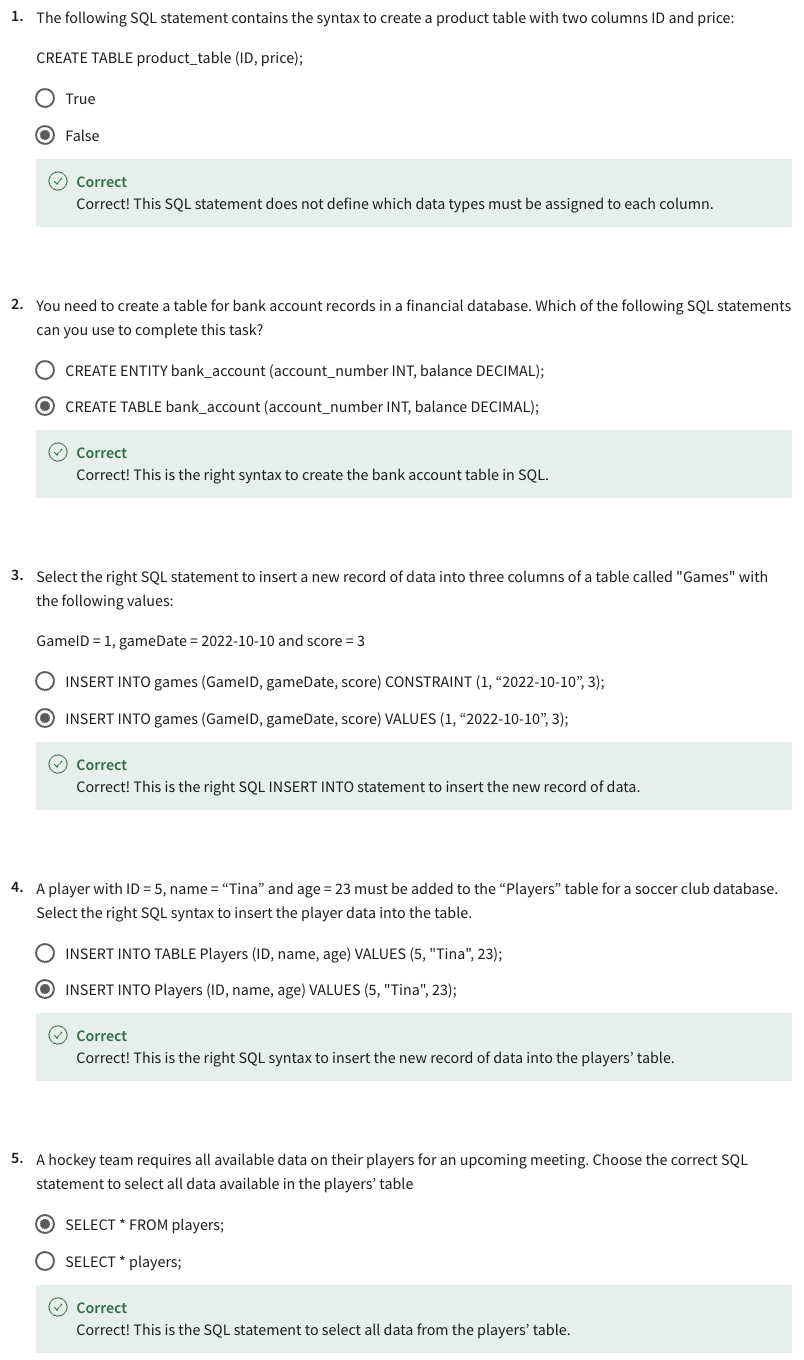 1. The following SQL statement contains the syntax to create a product table with two columns ID and price:
CREATE TABLE product_table (ID, price);
True
False
Correct
Correct! This SQL statement does not define which data types must be assigned to each column.
2. You need to create a table for bank account records in a financial database. Which of the following SQL statements
can you use to complete this task?
CREATE ENTITY bank_account (account_number INT, balance DECIMAL);
CREATE TABLE bank_account (account_number INT, balance DECIMAL);
Correct
Correct! This is the right syntax to create the bank account table in SQL.
3. Select the right SQL statement to insert a new record of data into three columns of a table called "Games" with
the following values:
GameID = 1, gameDate = 2022-10-10 and score = 3
INSERT INTO games (GameID, gameDate, score) CONSTRAINT (1, “2022-10-10”, 3);
INSERT INTO games (GameID, gameDate, score) VALUES (1, “2022-10-10”, 3);
Correct
Correct! This is the right SQL INSERT INTO statement to insert the new record of data.
4. A player with ID = 5, name = “Tina” and age = 23 must be added to the “Players” table for a soccer club database.
Select the right SQL syntax to insert the player data into the table.
INSERT INTO TABLE Players (ID, name, age) VALUES (5, "Tina", 23);
INSERT INTO Players (ID, name, age) VALUES (5, "Tina", 23);
Correct
Correct! This is the right SQL syntax to insert the new record of data into the players’ table.
5. A hockey team requires all available data on their players for an upcoming meeting. Choose the correct SQL
statement to select all data available in the players’ table
SELECT * FROM players;
SELECT * players;
Correct
Correct! This is the SQL statement to select all data from the players’ table.